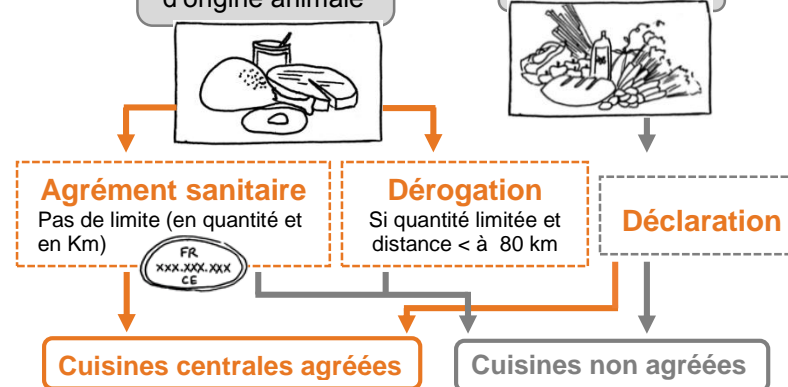 d'origine animale
Agrément sanitaire
Pas de limite (en quantité et
en Km)
FR
xxx.xxx.xxx
CE
Dérogation
Si quantité limitée et
distance < à 80 km
Déclaration
Cuisines centrales agréées
Cuisines non agréées